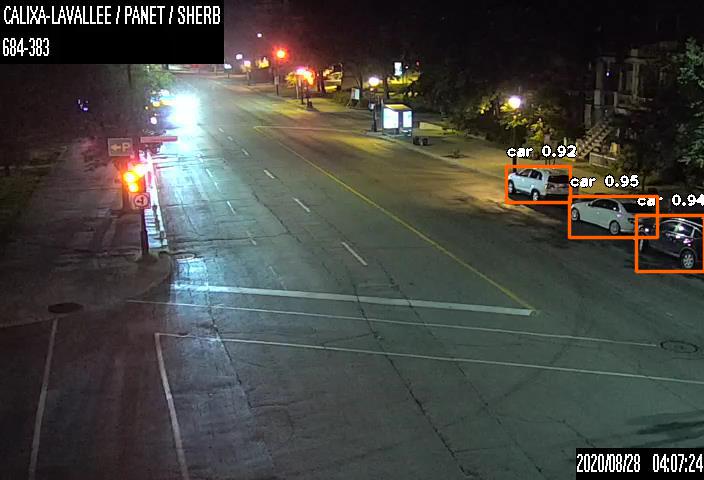 CALIXA-LAVALLEE / PANET / SHERB
684-383
car 0.92
car 0.95
car 0.94
←P
2020/08/28 04:07:24